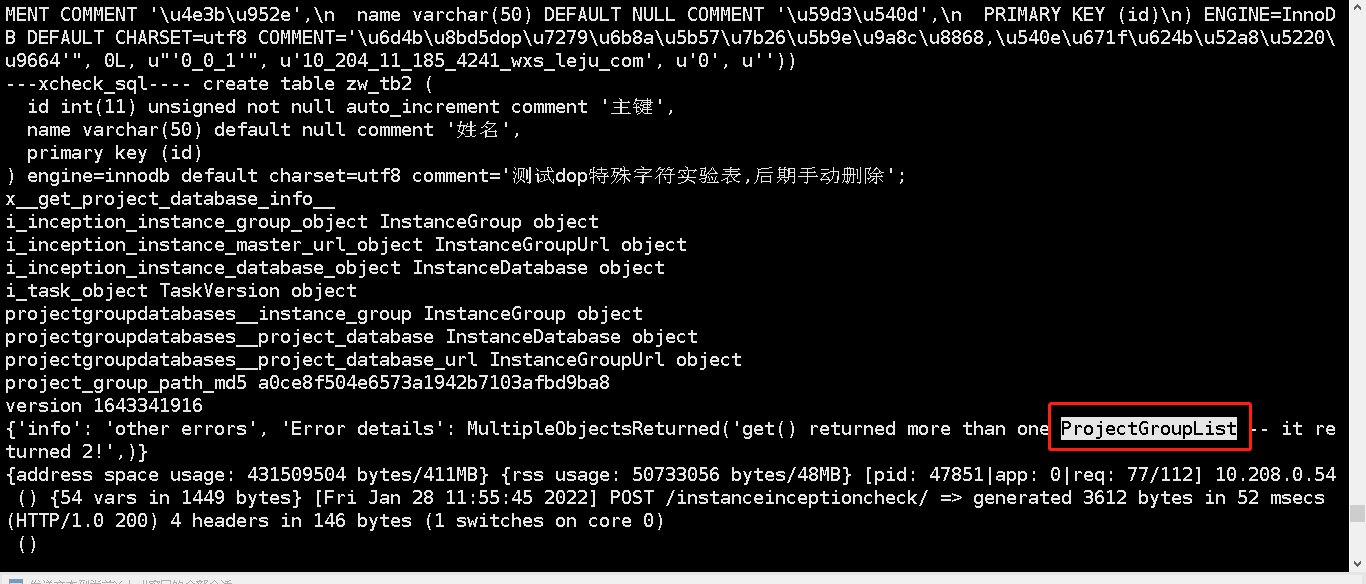 MENT COMMENT '\u4e3b\u952e',\n  name varchar(50) DEFAULT NULL COMMENT '\u59d3\u540d',\n  PRIMARY KEY (id)\n) ENGINE=InnoD
B DEFAULT CHARSET=utf8 COMMENT='\u6d4b\u8bd5dop\u7279\u6b8a\u5b57\u7b26\u5b9e\u9a8c\u8868,\u540e\u671f\u624b\u52a8\u5220\
u9664'", 0L, u"'0_0_1'", u'10_204_11_185_4241_wxs_leju_com', u'0', u''))
---xcheck_sql---- create table zw_tb2 (
  id int(11) unsigned not null auto_increment comment '主键',
  name varchar(50) default null comment '姓名',
  primary key (id)
) engine=innodb default charset=utf8 comment='测试dop特殊字符实验表,后期手动删除';
x__get_project_database_info__
i_inception_instance_group_object InstanceGroup object
i_inception_instance_master_url_object InstanceGroupUrl object
i_inception_instance_database_object InstanceDatabase object
i_task_object TaskVersion object
projectgroupdatabases__instance_group InstanceGroup object
projectgroupdatabases__project_database InstanceDatabase object
projectgroupdatabases__project_database_url InstanceGroupUrl object
project_group_path_md5 a0ce8f504e6573a1942b7103afbd9ba8
version 1643341916
{'info': 'other errors', 'Error details': MultipleObjectsReturned('get() returned more than one ProjectGroupList -- it re
turned 2!',)}
{address space usage: 431509504 bytes/411MB} {rss usage: 50733056 bytes/48MB} [pid: 47851|app: 0|req: 77/112] 10.208.0.54
 () {54 vars in 1449 bytes} [Fri Jan 28 11:55:45 2022] POST /instanceinceptioncheck/ => generated 3612 bytes in 52 msecs
(HTTP/1.0 200) 4 headers in 146 bytes (1 switches on core 0)
 ()